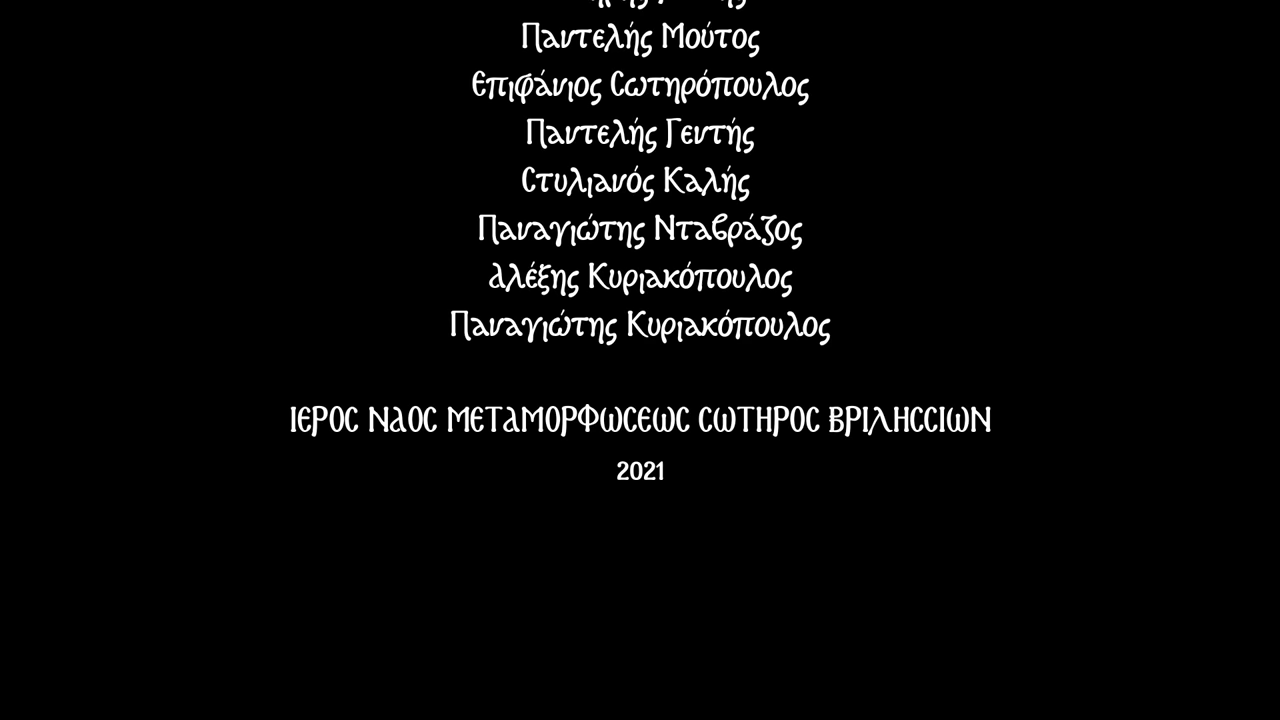 Παντελής Μούτος
Επιφάνιος Σωτηρόπουλος
Παντελής Γεντής
Στυλιανός Καλής
Παναγιώτης Νταβράζος
Αλέξης Κυριακόπουλος
Παναγιώτης Κυριακόπουλος
ΙΕΡΟΣ ΝΑΟΣ ΜΕΤΑΜΟΡΦΩΣΕΩΣ ΣΩΤΗΡΟΣ ΒΡΙΛΗΣΣΙΩΝ
2021